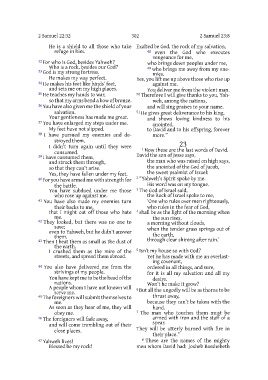 2 Samuel 22:32
302
2 Samuel 23:8
He is a shield to all those who take
refuge in him.
32 For who is God, besides Yahweh?
Who is a rock, besides our God?
33 God is my strong fortress.
He makes my way perfect.
34 He makes his feet like hinds' feet,
and sets me on my high places.
35 He teaches my hands to war,
so that my arms bend a bow of bronze.
36 You have also given me the shield of your
salvation.
Your gentleness has made me great.
37 You have enlarged my steps under me.
My feet have not slipped.
38 I have pursued my enemies and de-
stroyed them.
I didn't turn again until they were
consumed.
39 I have consumed them,
and struck them through,
so that they can't arise.
Yes, they have fallen under my feet.
40 For you have armed me with strength for
the battle.
You have subdued under me those
who rose up against me.
41 You have also made my enemies turn
their backs to me,
that I might cut off those who hate
me.
42 They looked, but there was no one to
save;
even to Yahweh, but he didn't answer
them.
43 Then I beat them as small as the dust of
the earth.
I crushed them as the mire of the
streets, and spread them abroad.
44 You also have delivered me from the
strivings of my people.
You have kept me to be the head of the
nations.
A people whom I have not known will
serve me.
45 The foreigners will submit themselves to
me.
As soon as they hear of me, they will
obey me.
46 The foreigners will fade away,
and will come trembling out of their
close places.
47 Yahweh lives!
Blessed be my rock!
Exalted be God, the rock of my salvation,
48 even the God who executes
vengeance for me,
who brings down peoples under me,
49 who brings me away from my ene-
mies.
Yes, you lift me up above those who rise up
against me.
You deliver me from the violent man.
50 Therefore I will give thanks to you, Yah-
weh, among the nations,
and will sing praises to your name.
51 He gives great deliverance to his king,
and shows loving kindness to his
anointed,
to David and to his offspring, forever
more."
23
1 Now these are the last words of David.
David the son of Jesse says,
the man who was raised on high says,
the anointed of the God of Jacob,
the sweet psalmist of Israel:
2 "Yahweh's Spirit spoke by me.
His word was on my tongue.
3 The God of Israel said,
the Rock of Israel spoke to me,
'One who rules over men righteously,
who rules in the fear of God,
4 shall be as the light of the morning when
the sun rises,
a morning without clouds,
when the tender grass springs out of
the earth,
through clear shining after rain.'
5 Isn't my house so with God?
Yet he has made with me an everlast-
ing covenant,
ordered in all things, and sure,
for it is all my salvation and all my
desire.
Won't he make it grow?
6 But all the ungodly will be as thorns to be
thrust away,
because they can't be taken with the
hand.
7 The man who touches them must be
armed with iron and the staff of a
spear.
They will be utterly burned with fire in
their place."
8 These are the names of the mighty
men whom David had: Josheb Basshebeth